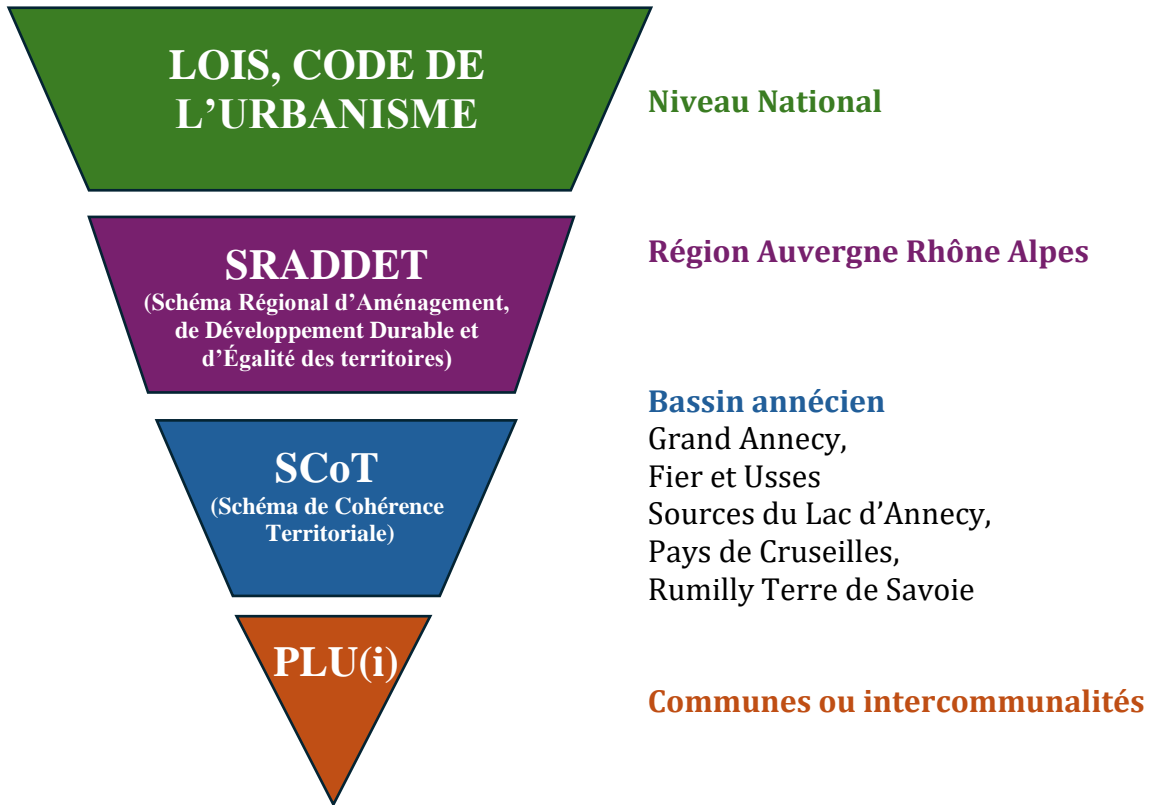 LOIS, CODE DE
L’URBANISME
Niveau National
SRADDET
(Schéma Régional d’Aménagement,
de Développement Durable et
d’Égalité des territoires)
Région Auvergne Rhône Alpes
SCoT
(Schéma de Cohérence
Territoriale)
Bassin annécien
Grand Annecy,
Fier et Usses
Sources du Lac d’Annecy,
Pays de Cruseilles,
Rumilly Terre de Savoie
PLU(i)
Communes ou intercommunalités